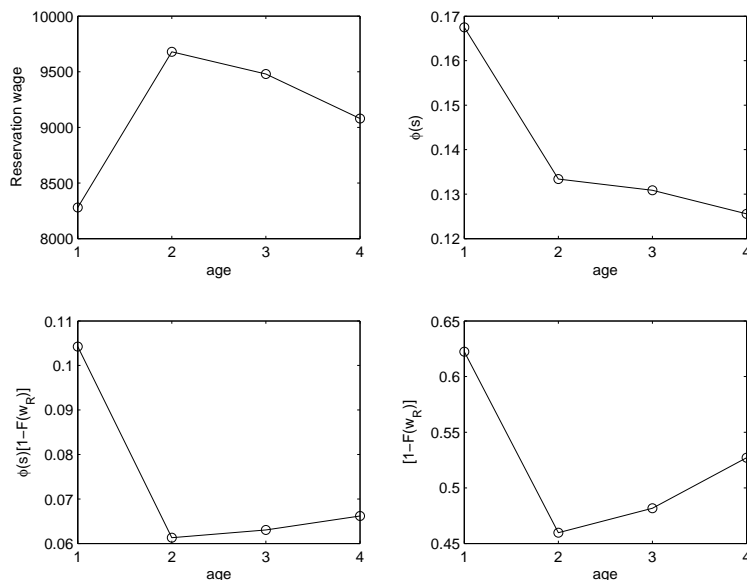 10000
9500
9000
8500
8000
Reservation wage
1 2 3 4
age
0.17
0.16
0.15
0.14
0.13
0.12
ϕ(s)
1 2 3 4
age
0.11
0.1
0.09
0.08
0.07
0.06
ϕ(s)[1−F(w_R)]
1 2 3 4
age
0.65
0.6
0.55
0.5
0.45
[1−F(w_R)]
1 2 3 4
age